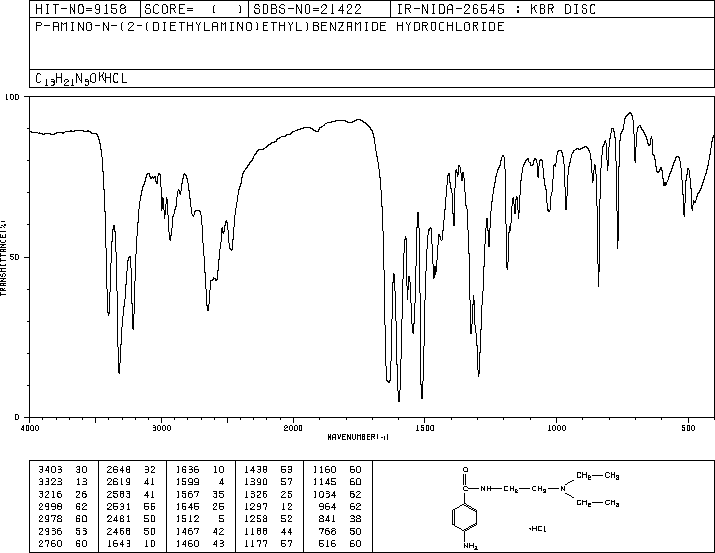 HIT-NO=9158 SCORE= ( ) SDBS-NO=21422 IR-NIDA-26545 : KBR DISC
P-AMINO-N-(2-(DIETHYLAMINO)ETHYL)BENZAMIDE HYDROCHLORIDE
C13H21N3O•HCL
100
50
0
TRANSMITTANCE(%)
4000 3000 2000 1500 1000 500
WAVENUMBER(-1)
3403 30 2648 32 1636 10 1438 53 1160 60
3323 13 2619 41 1599 4 1390 57 1145 60
3216 26 2583 41 1567 35 1326 25 1034 62
2998 62 2531 55 1545 25 1297 12 964 62
2978 60 2481 50 1512 5 1258 52 841 38
2936 53 2468 50 1467 42 1188 44 768 50
2760 60 1643 10 1460 43 1177 57 516 60
O
C—NH—CH2—CH2—N
CH2—CH3
CH2—CH3
NH2
•HCL